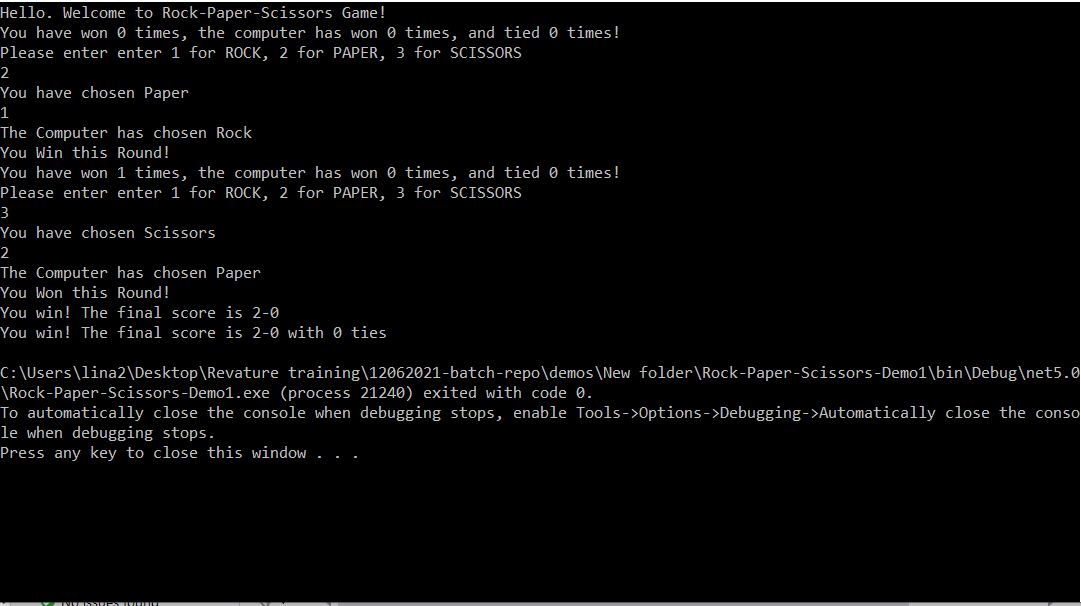 Hello. Welcome to Rock-Paper-Scissors Game!
You have won 0 times, the computer has won 0 times, and tied 0 times!
Please enter enter 1 for ROCK, 2 for PAPER, 3 for SCISSORS
2
You have chosen Paper
1
The Computer has chosen Rock
You Win this Round!
You have won 1 times, the computer has won 0 times, and tied 0 times!
Please enter enter 1 for ROCK, 2 for PAPER, 3 for SCISSORS
3
You have chosen Scissors
2
The Computer has chosen Paper
You Won this Round!
You win! The final score is 2-0
You win! The final score is 2-0 with 0 ties
C:\Users\lina2\Desktop\Revature training\12062021-batch-repo\demos\New folder\Rock-Paper-Scissors-Demo1\bin\Debug\net5.0
\Rock-Paper-Scissors-Demo1.exe (process 21240) exited with code 0.
To automatically close the console when debugging stops, enable Tools->Options->Debugging->Automatically close the conso
le when debugging stops.
Press any key to close this window . . .
No issues found